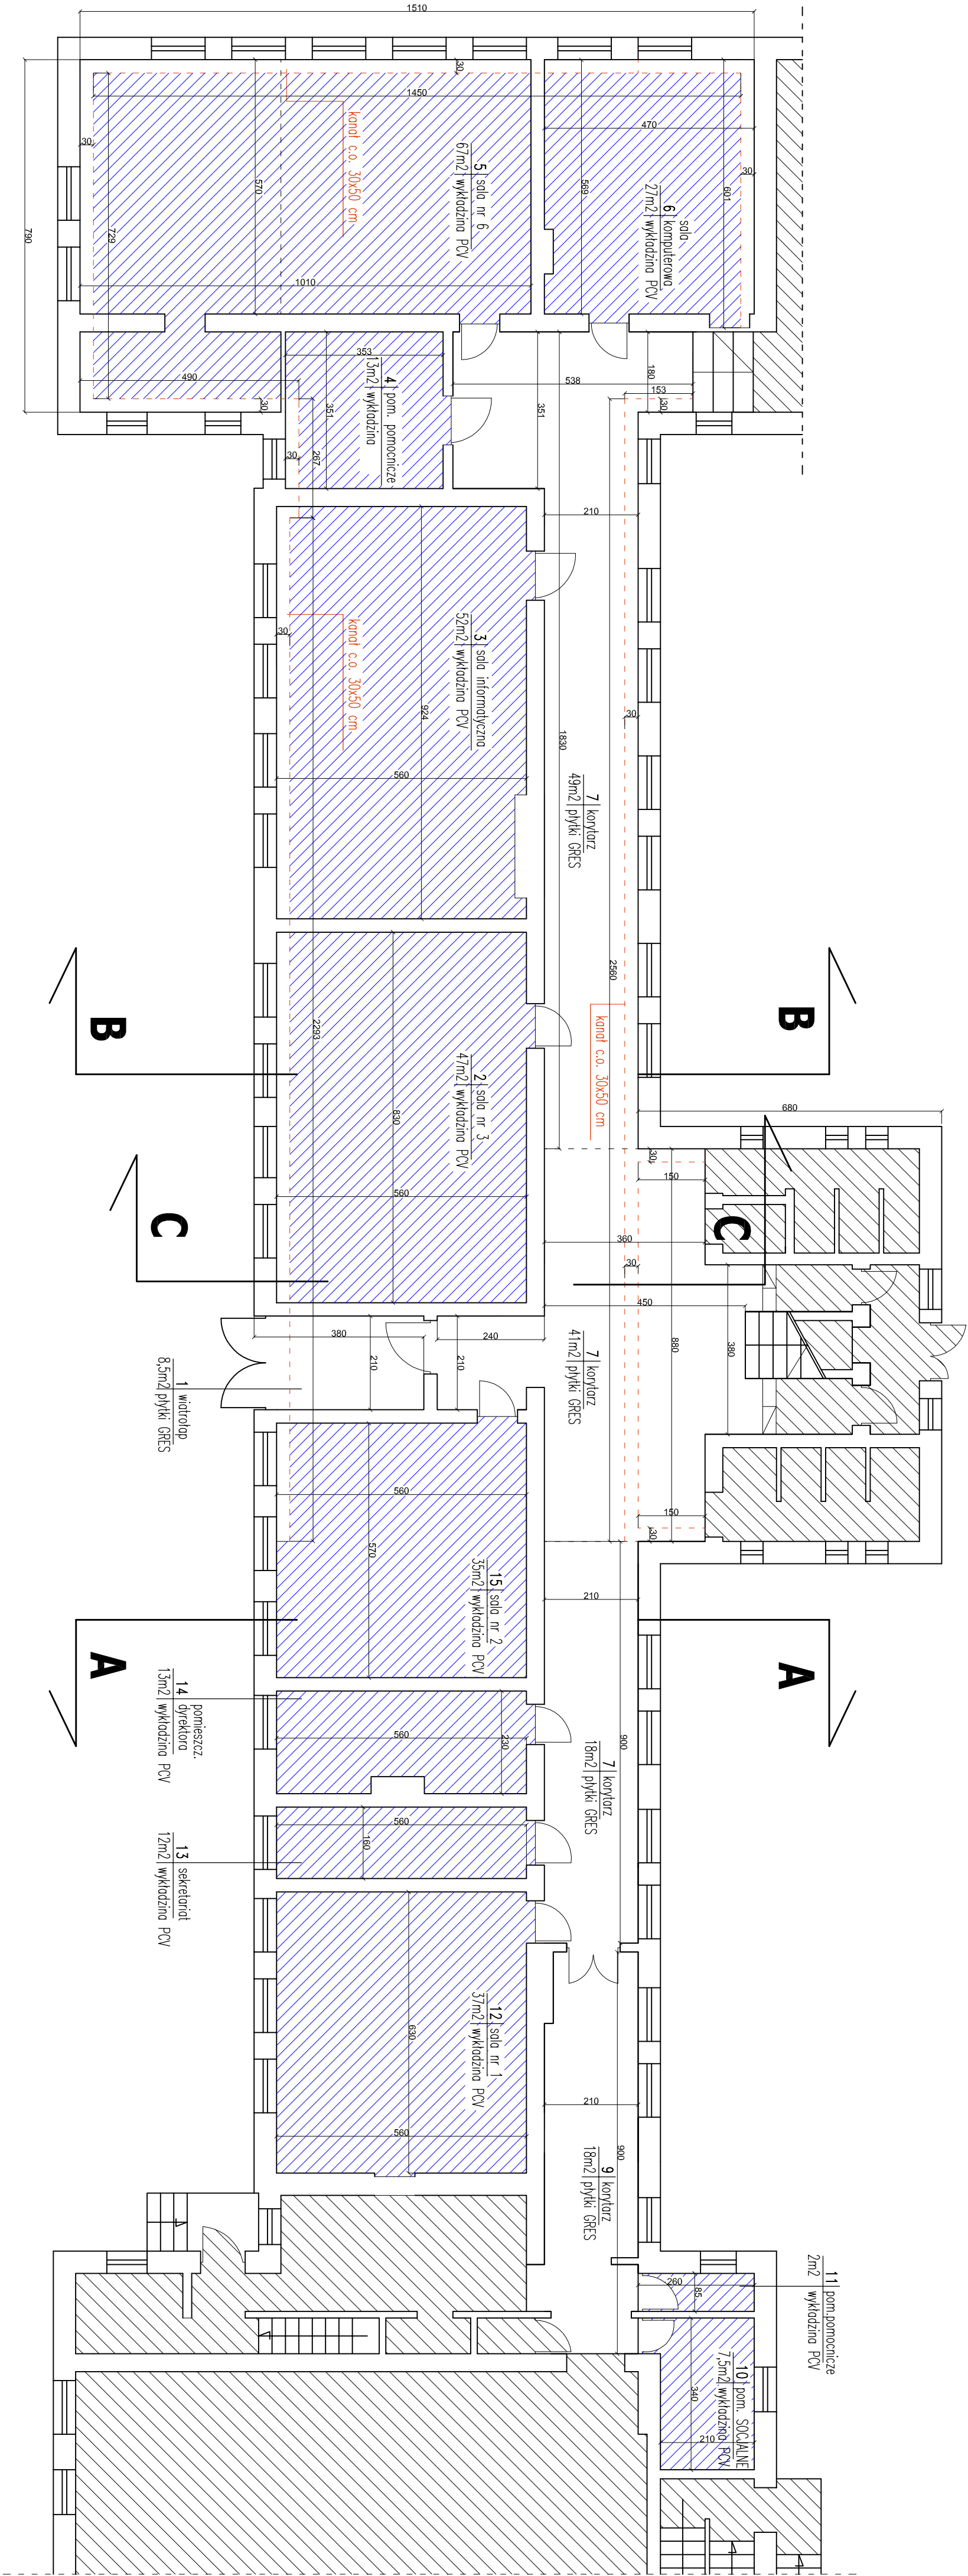 1510
30
1450
470
30
601
569
570
30
729
790
1010
kanał c.o. 30x50 cm
5 sala nr 6
67m2 wykładzina PCV
sala
6 komputerowa
27m2 wykładzina PCV
353
490
30
351
267
30
4 pom. pomocnicze
13m2 wykładzina
538
351
180
153
30
210
924
560
30
kanał c.o. 30x50 cm
3 sala informatyczna
52m2 wykładzina PCV
30
1830
7 korytarz
49m2 płytki GRES
2560
kanał c.o. 30x50 cm
B
B
2293
830
560
2 sala nr 3
47m2 wykładzina PCV
680
30
150
360
30
C
C
450
880
380
380
210
210
240
7 korytarz
41m2 płytki GRES
1 wiatrołap
8,5m2 płytki GRES
150
30
560
570
15 sala nr 2
35m2 wykładzina PCV
210
A
A
pomieszcz.
14 dyrektora
13m2 wykładzina PCV
560
230
900
7 korytarz
18m2 płytki GRES
560
160
13 sekretariat
12m2 wykładzina PCV
630
560
12 sala nr 1
37m2 wykładzina PCV
210
900
9 korytarz
18m2 płytki GRES
11 pom.pomocnicze
2m2 wykładzina PCV
260
85
340
210
10 pom. SOCJALNE
7,5m2 wykładzina PCV